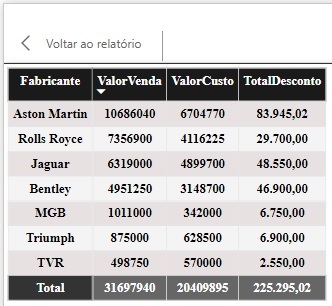 Voltar ao relatório
Fabricante ValorVenda ValorCusto TotalDesconto
Aston Martin 10686040 6704770 83.945,02
Rolls Royce 7356900 4116225 29.700,00
Jaguar 6319000 4899700 48.550,00
Bentley 4951250 3148700 46.900,00
MGB 1011000 342000 6.750,00
Triumph 875000 628500 6.900,00
TVR 498750 570000 2.550,00
Total 31697940 20409895 225.295,02